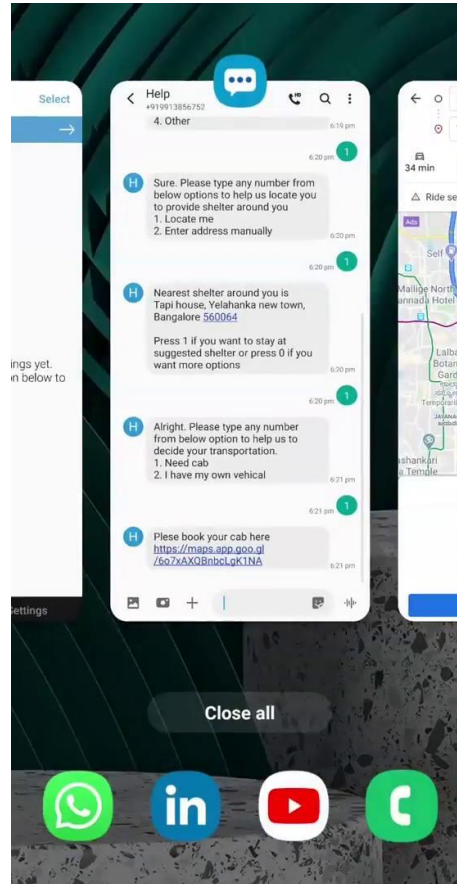 Select
ings yet.
n below to
Settings
Help
+919913856752
4. Other
6:19 pm
1
6:20 pm
H
Sure. Please type any number from
below options to help us locate you
to provide shelter around you
1. Locate me
2. Enter address manually
6:20 pm
1
6:20 pm
H
Nearest shelter around you is
Tapi house, Yelahanka new town,
Bangalore 560064
Press 1 if you want to stay at
suggested shelter or press 0 if you
want more options
6:20 pm
1
6:20 pm
H
Alright. Please type any number
from below option to help us to
decide your transportation.
1. Need cab
2. I have my own vehical
6:21 pm
1
6:21 pm
H
Plese book your cab here
https://maps.app.goo.gl
/6o7xAXQBnbcLgK1NA
6:21 pm
34 min
Ride se
Ads
Self
Mallige North
annada Hotel
Lalba
Botan
Gard
Temporaril
JAYANA
ashankari
a Temple
Close all
in